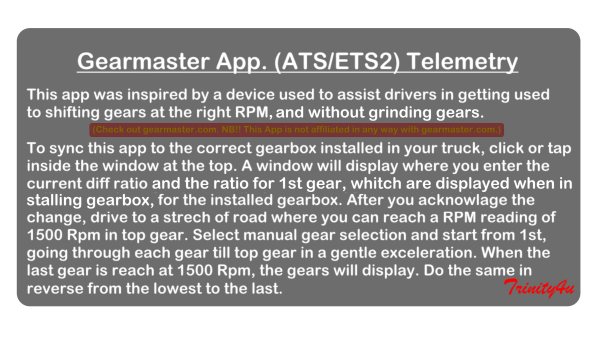 Gearmaster App. (ATS/ETS2) Telemetry
This app was inspired by a device used to assist drivers in getting used
to shifting gears at the right RPM, and without grinding gears.
(Check out gearmaster.com. NB!! This App is not affiliated in any way with gearmaster.com.)
To sync this app to the correct gearbox installed in your truck, click or tap
inside the window at the top. A window will display where you enter the
current diff ratio and the ratio for 1st gear, whitch are displayed when in
stalling gearbox, for the installed gearbox. After you acknowlage the
change, drive to a strech of road where you can reach a RPM reading of
1500 Rpm in top gear. Select manual gear selection and start from 1st,
going through each gear till top gear in a gentle exceleration. When the
last gear is reach at 1500 Rpm, the gears will display. Do the same in
reverse from the lowest to the last.
Trinity4u